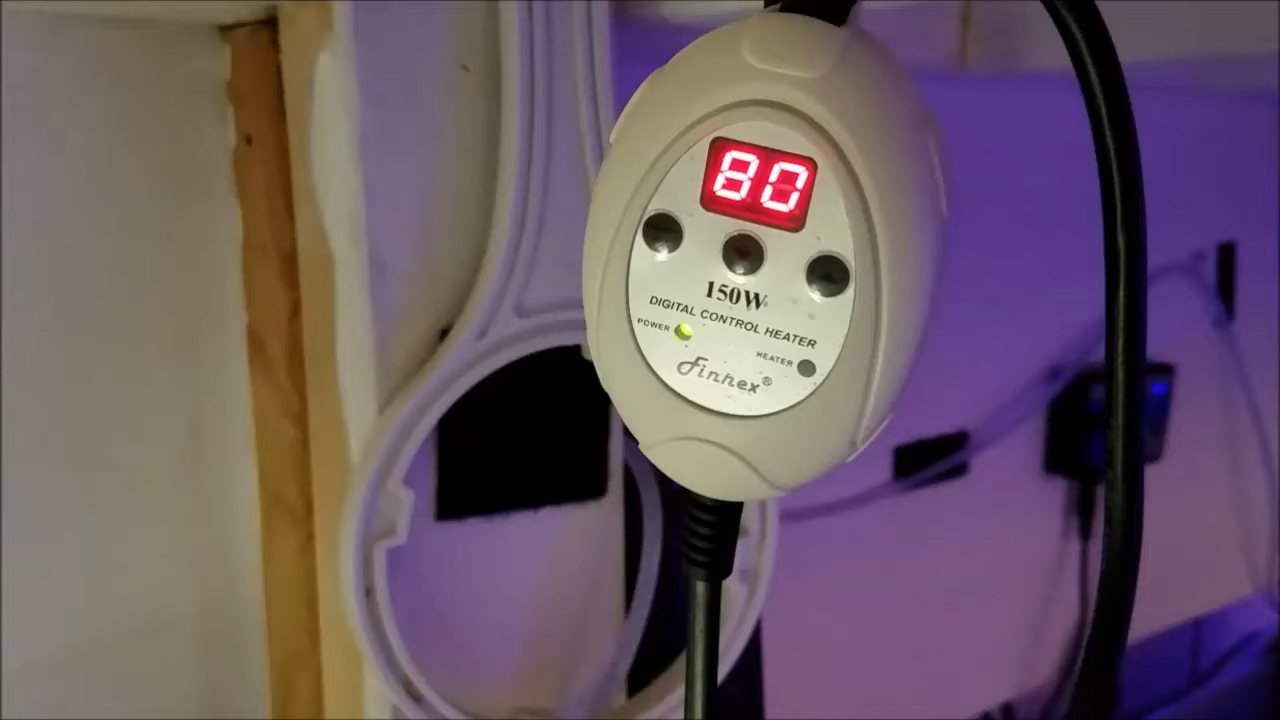 80
150W
DIGITAL CONTROL HEATER
POWER
HEATER
Finnex®